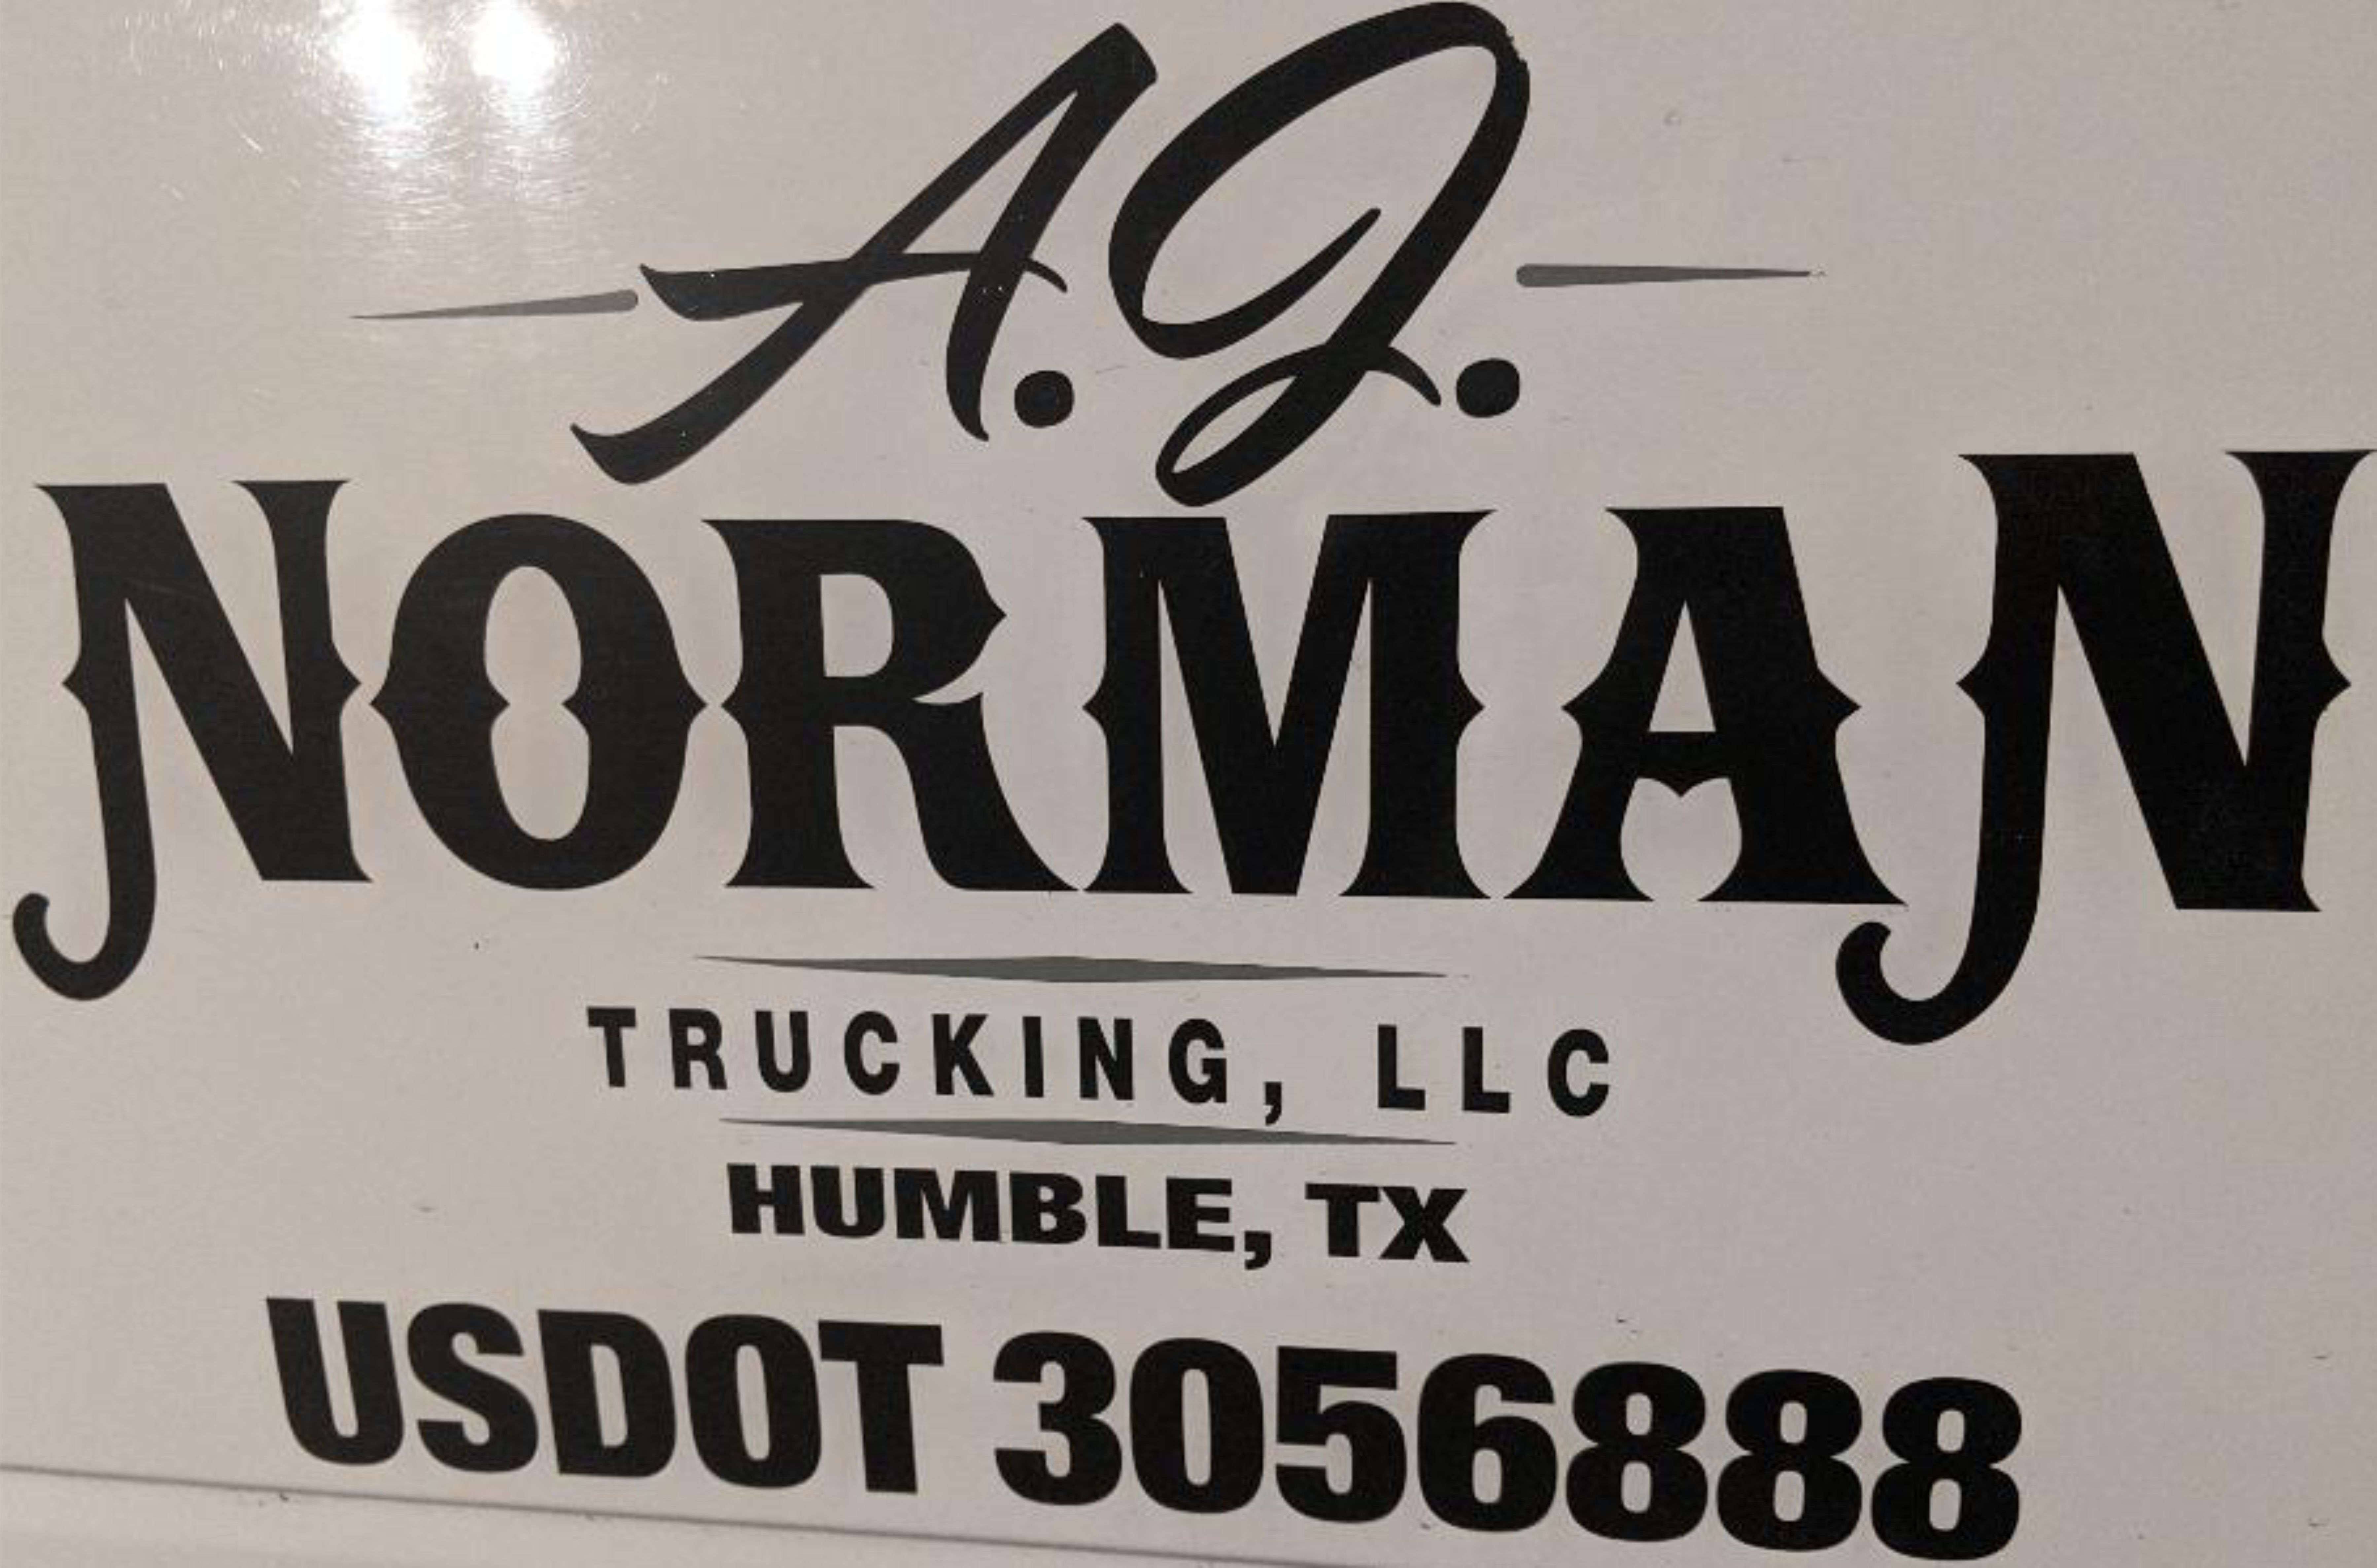 A.J.
NORMAN
TRUCKING, LLC
HUMBLE, TX
USDOT 3056888